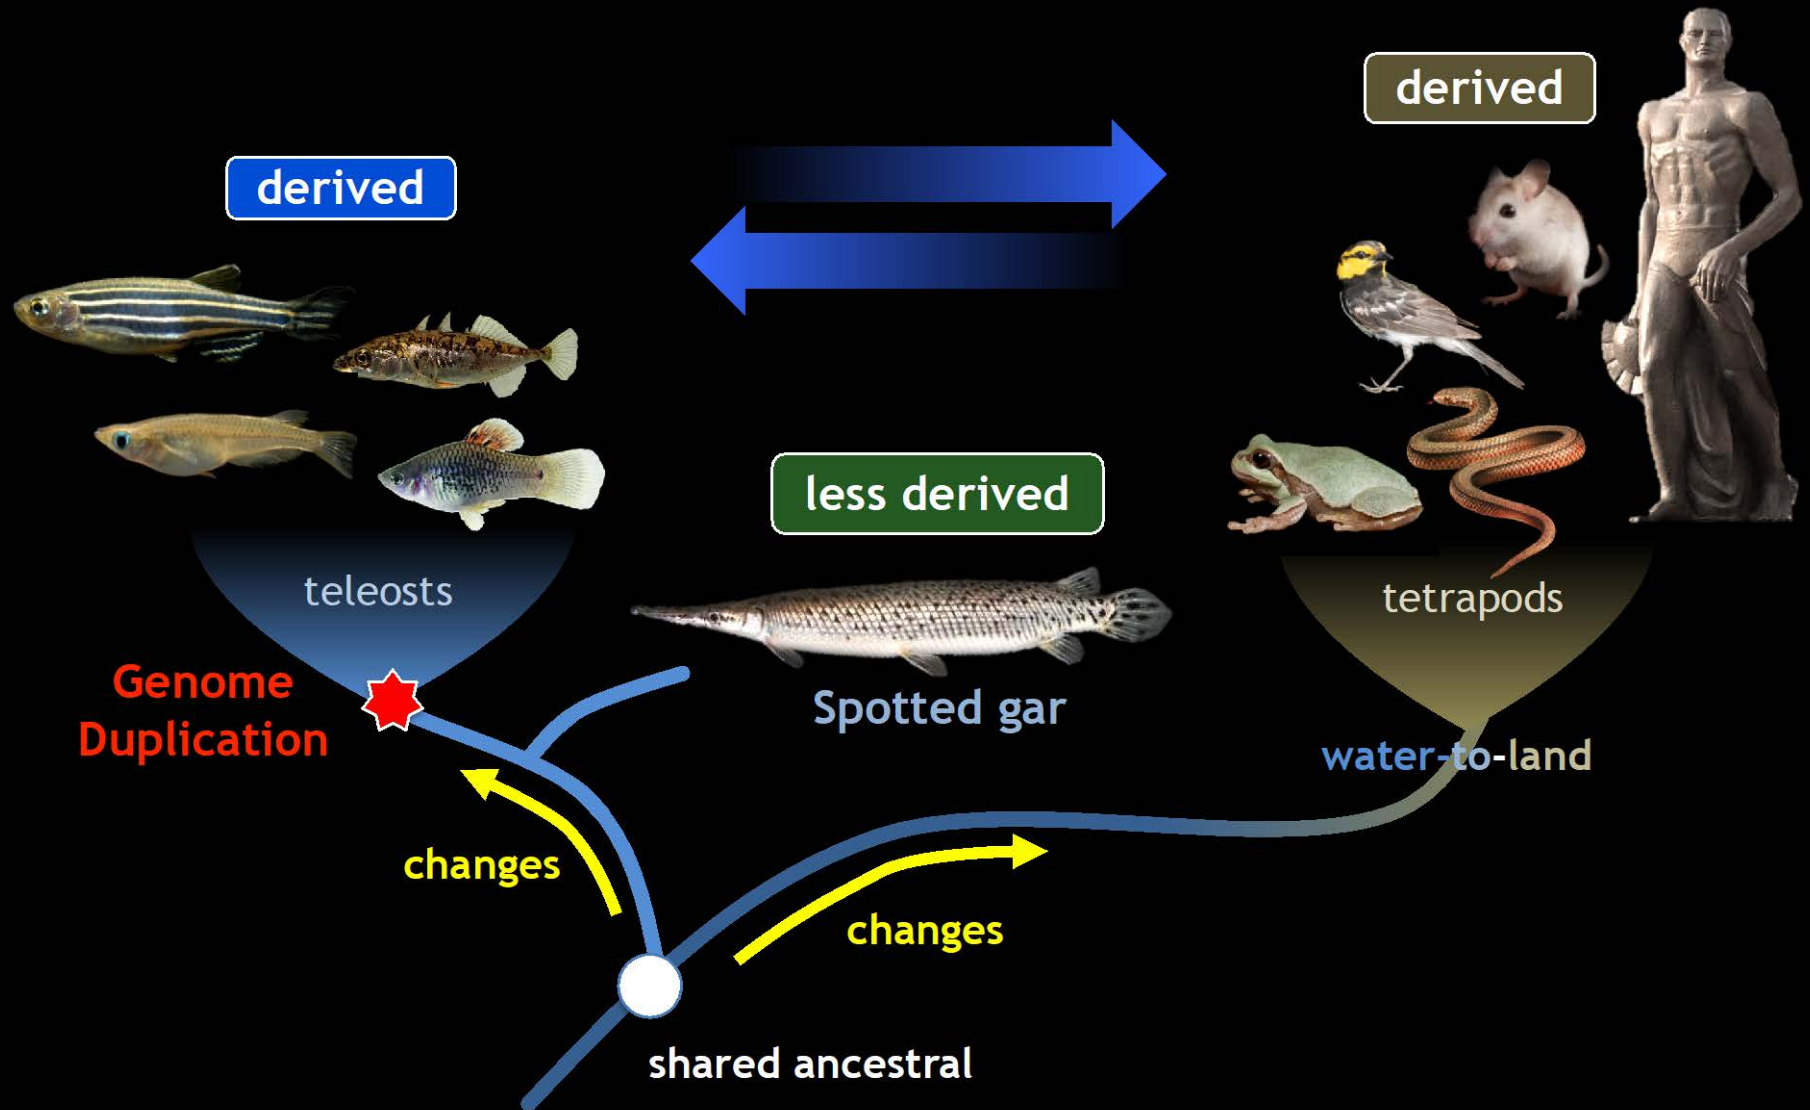 derived
derived
less derived
teleosts
tetrapods
Genome
Duplication
Spotted gar
water-to-land
changes
changes
shared ancestral